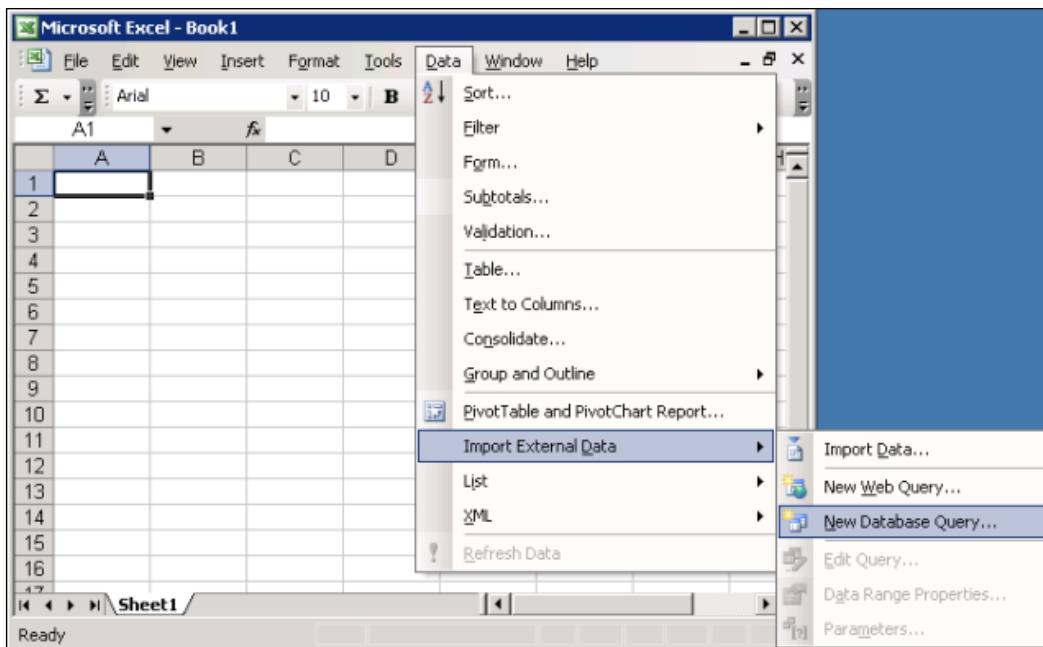 Microsoft Excel - Book1
File Edit View Insert Format Tools Data Window Help
Σ Arial 10 B
A1 fx
A B C D H
1
2
3
4
5
6
7
8
9
10
11
12
13
14
15
16
17
Sort...
Filter
Form...
Subtotals...
Validation...
Table...
Text to Columns...
Consolidate...
Group and Outline
PivotTable and PivotChart Report...
Import External Data
List
XML
Refresh Data
Import Data...
New Web Query...
New Database Query...
Edit Query...
Data Range Properties...
Parameters...
Sheet1
Ready